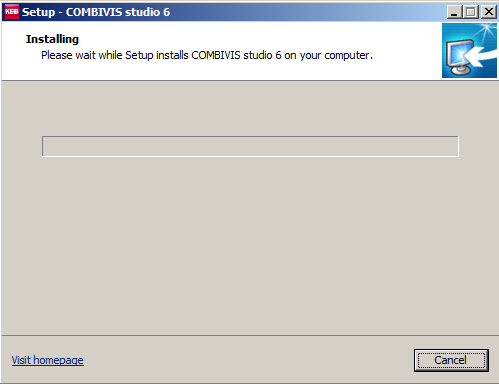 KEB Setup - COMBIVIS studio 6
Installing
Please wait while Setup installs COMBIVIS studio 6 on your computer.
Visit homepage
Cancel